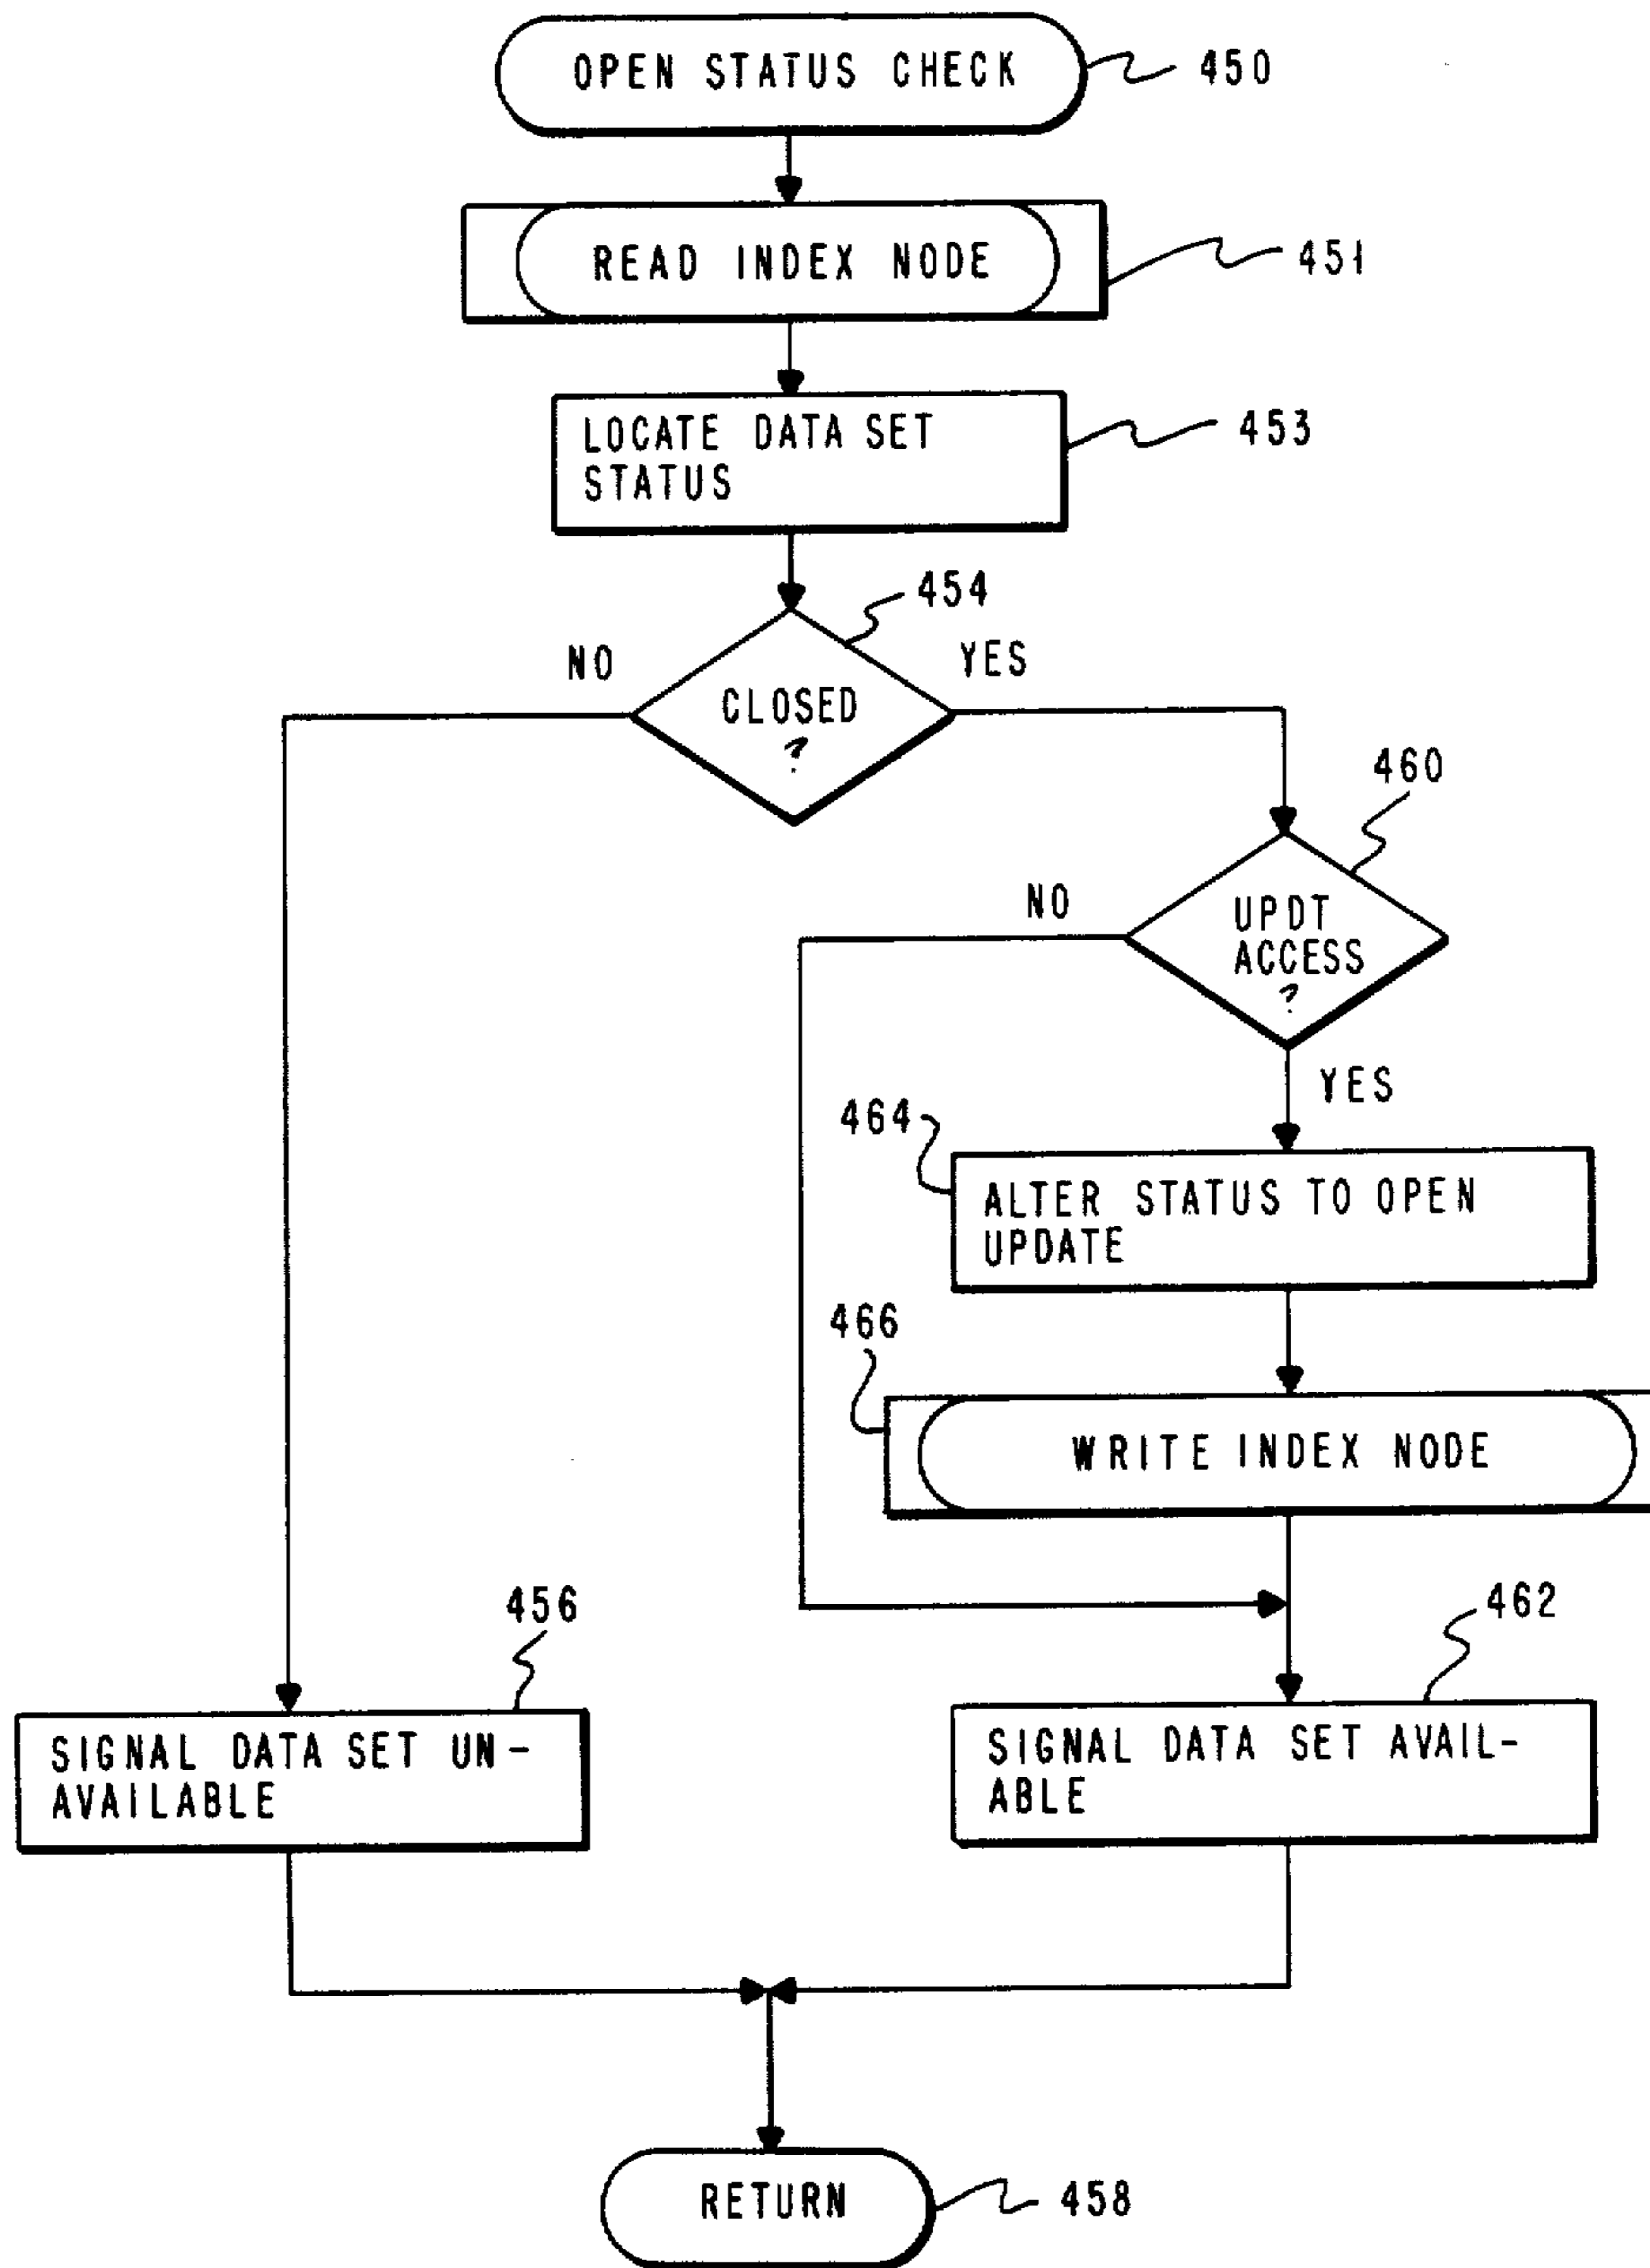 OPEN STATUS CHECK
450
READ INDEX NODE
451
LOCATE DATA SET
STATUS
453
454
NO
YES
CLOSED
?
460
NO
UPDT
ACCESS
?
YES
464
ALTER STATUS TO OPEN
UPDATE
466
WRITE INDEX NODE
456
462
SIGNAL DATA SET UN-
AVAILABLE
SIGNAL DATA SET AVAIL-
ABLE
RETURN
458